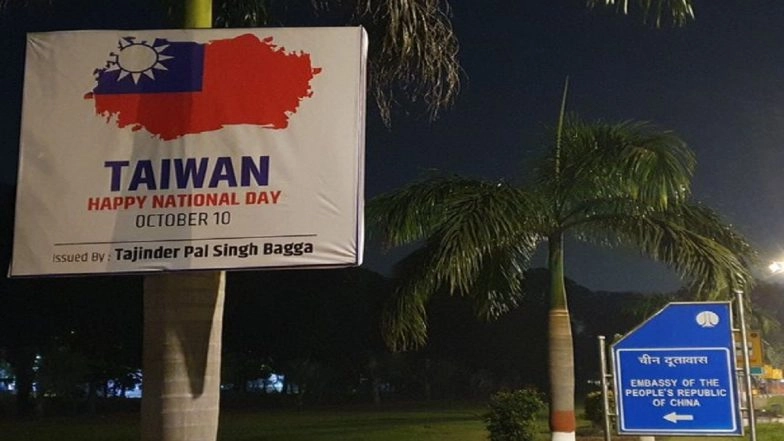 TAIWAN
HAPPY NATIONAL DAY
OCTOBER 10
Issued By : Tajinder Pal Singh Bagga
चीन दूतावास
EMBASSY OF THE
PEOPLE'S REPUBLIC
OF CHINA